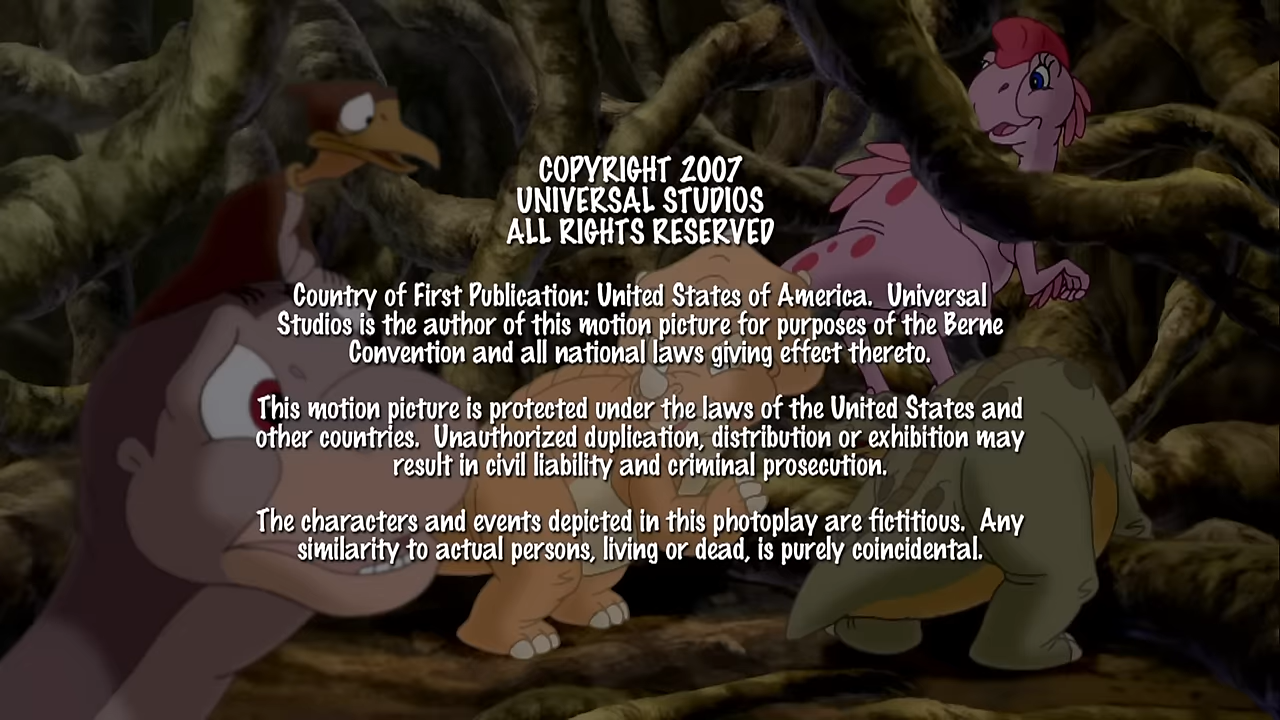 COPYRIGHT 2007
UNIVERSAL STUDIOS
ALL RIGHTS RESERVED
Country of First Publication: United States of America. Universal
Studios is the author of this motion picture for purposes of the Berne
Convention and all national laws giving effect thereto.
This motion picture is protected under the laws of the United States and
other countries. Unauthorized duplication, distribution or exhibition may
result in civil liability and criminal prosecution.
The characters and events depicted in this photoplay are fictitious. Any
similarity to actual persons, living or dead, is purely coincidental.